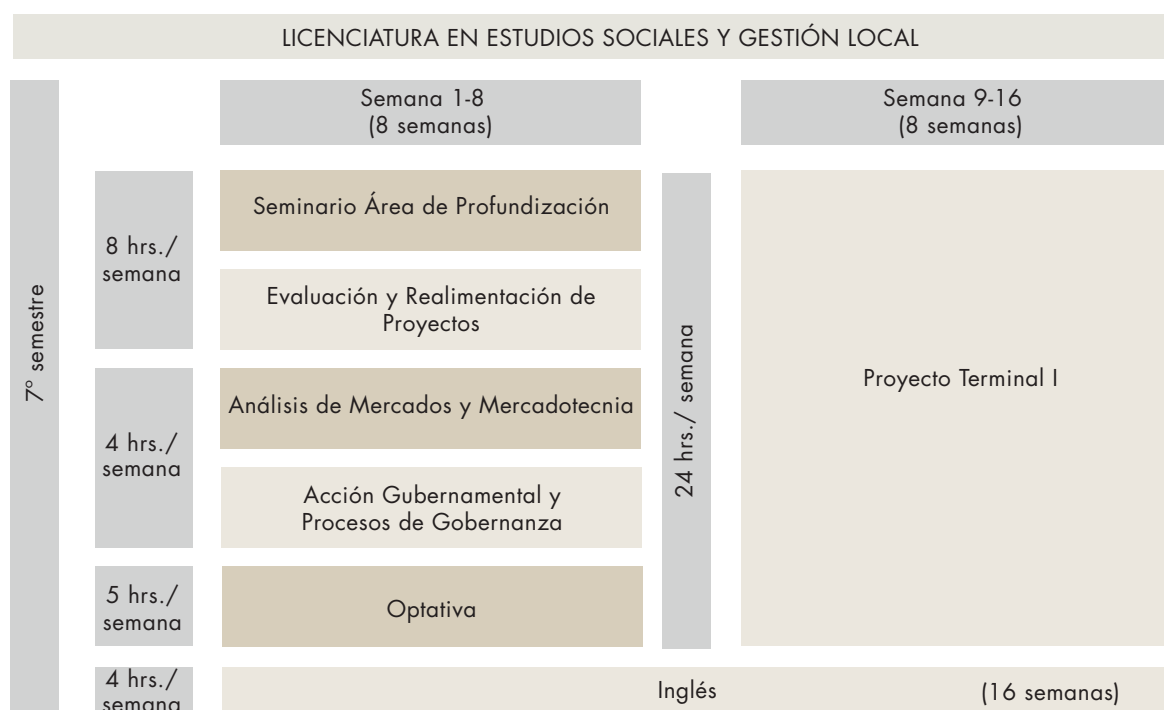 LICENCIATURA EN ESTUDIOS SOCIALES Y GESTIÓN LOCAL
7° semestre
Semana 1-8
(8 semanas)
Semana 9-16
(8 semanas)
8 hrs./
semana
Seminario Área de Profundización
Evaluación y Realimentación de
Proyectos
4 hrs./
semana
Análisis de Mercados y Mercadotecnia
Acción Gubernamental y
Procesos de Gobernanza
5 hrs./
semana
Optativa
24 hrs./ semana
Proyecto Terminal I
4 hrs./
semana
Inglés
(16 semanas)